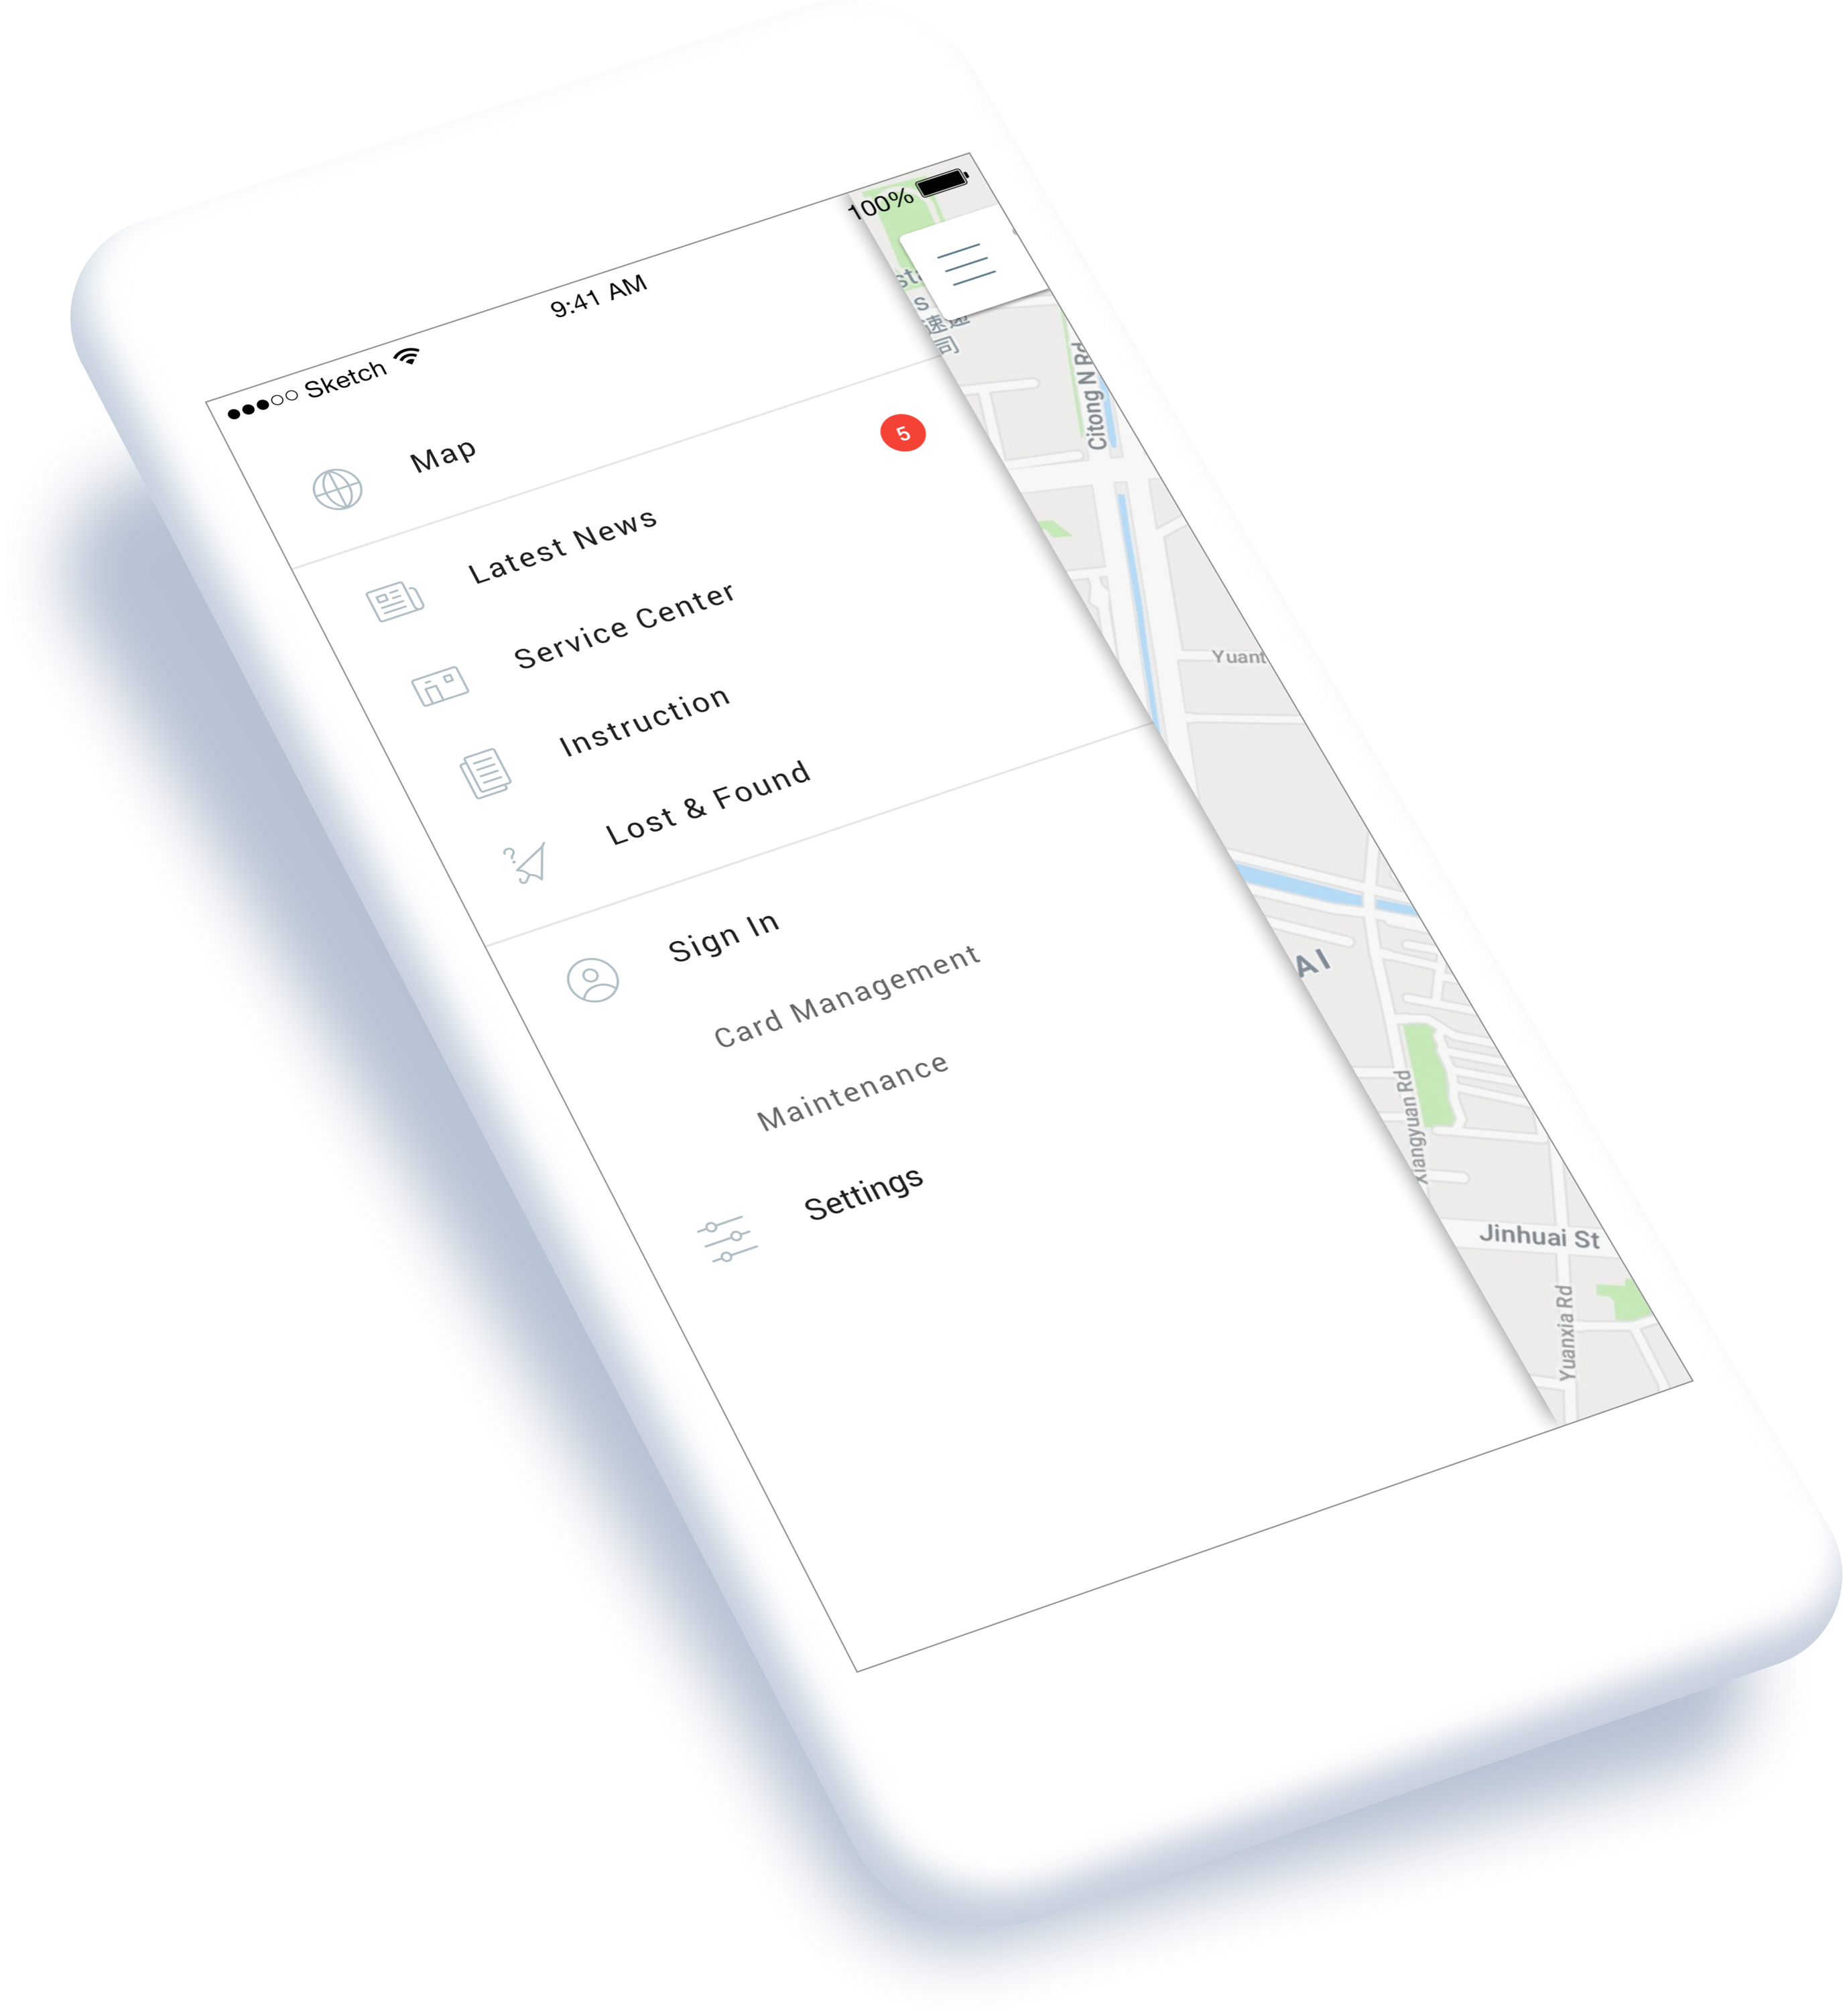 Sketch 9:41 AM 100%
Map
Latest News
5
Service Center
Instruction
Lost & Found
Sign In
Card Management
Maintenance
Settings
Citong N Rd
Yuant
AI
Xiangyuan Rd
Jinhuai St
Yuanxia Rd